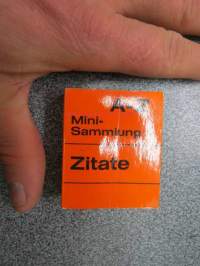 A-Z
Mini-
Sammlung
Zitate